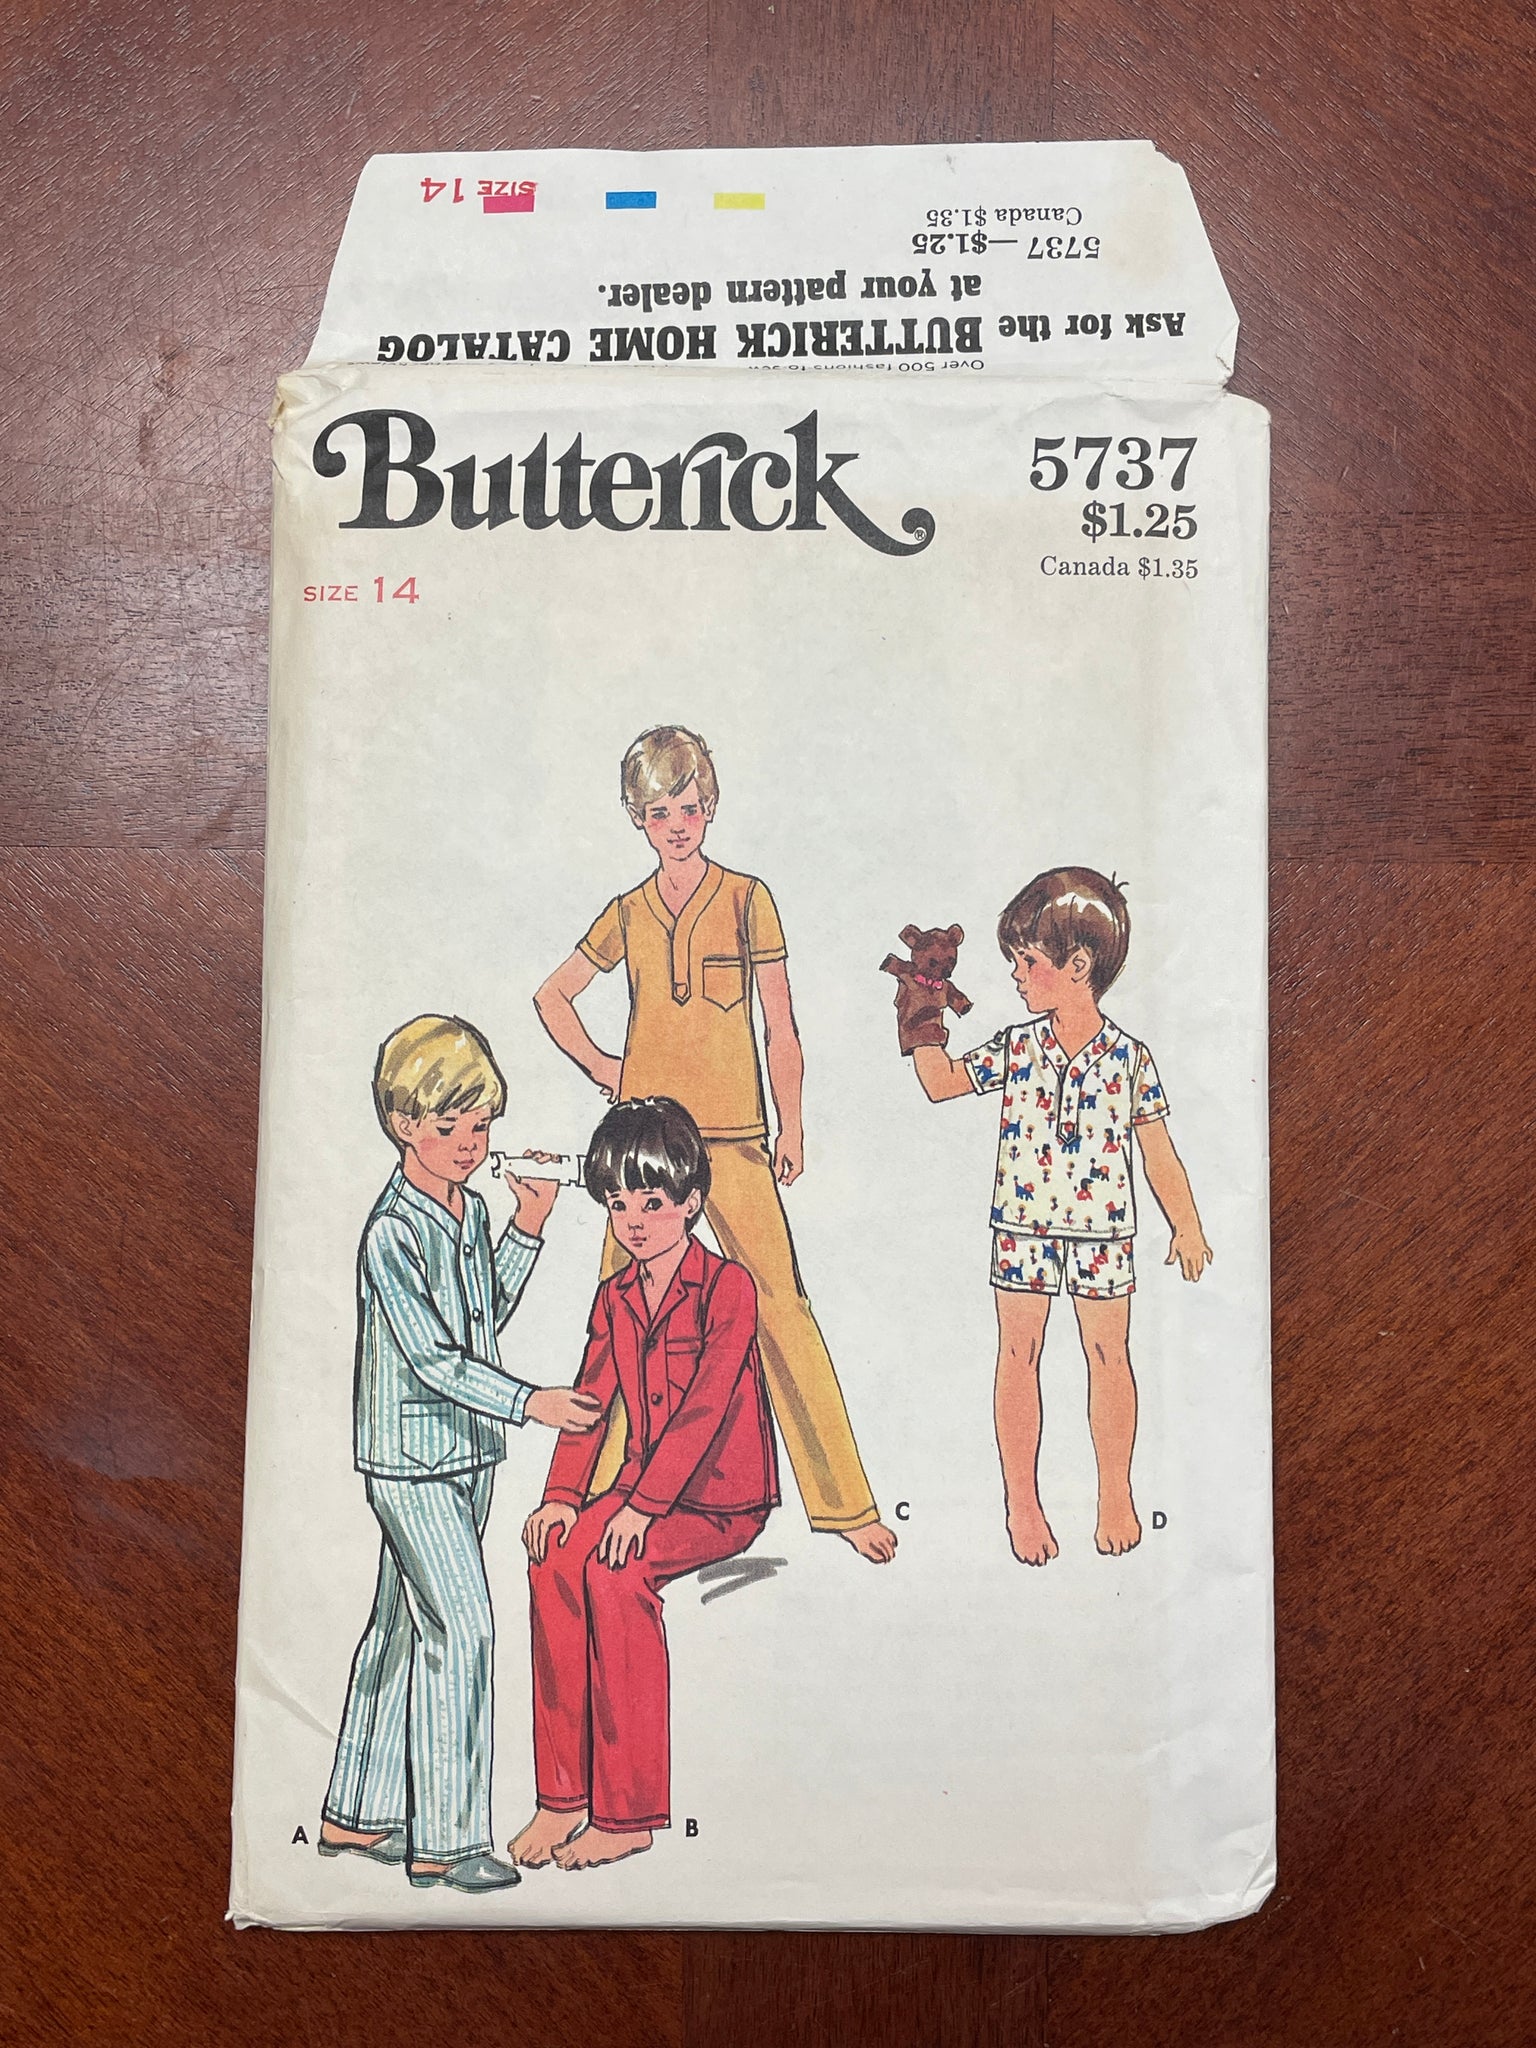 SIZE 14
Canada $1.35
5737—$1.25
at your pattern dealer.
Ask for the BUTTERICK HOME CATALOG
Over 500 fashions to sew
Butterick®
5737
$1.25
Canada $1.35
SIZE 14
C
D
A
B